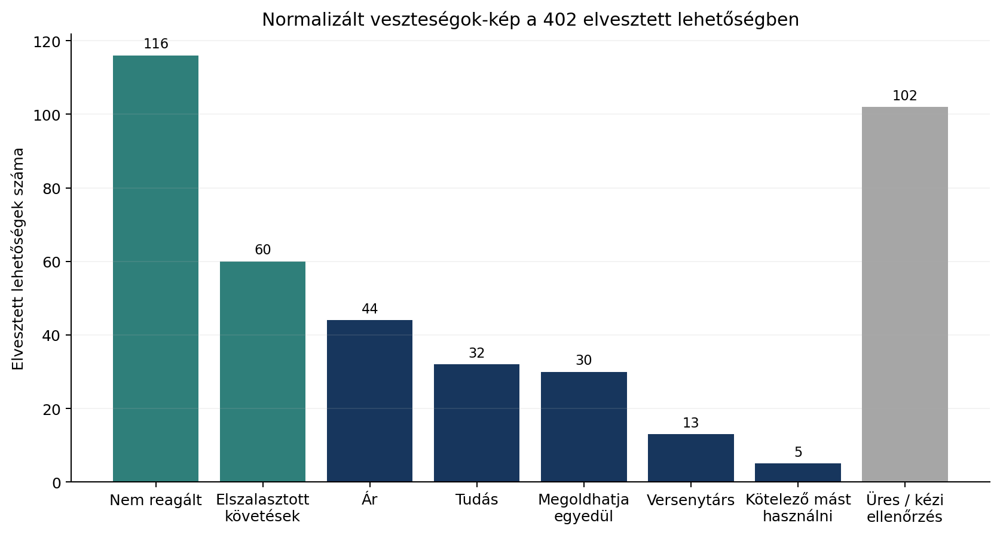 Normalizált veszteségok-kép a 402 elvesztett lehetőségben
Elvesztett lehetőségek száma
120
100
80
60
40
20
0
116
60
44
32
30
13
5
102
Nem reagált
Elszalasztott
követések
Ár
Tudás
Megoldhatja
egyedül
Versenytárs
Kötelező mást
használni
Üres / kézi
ellenőrzés